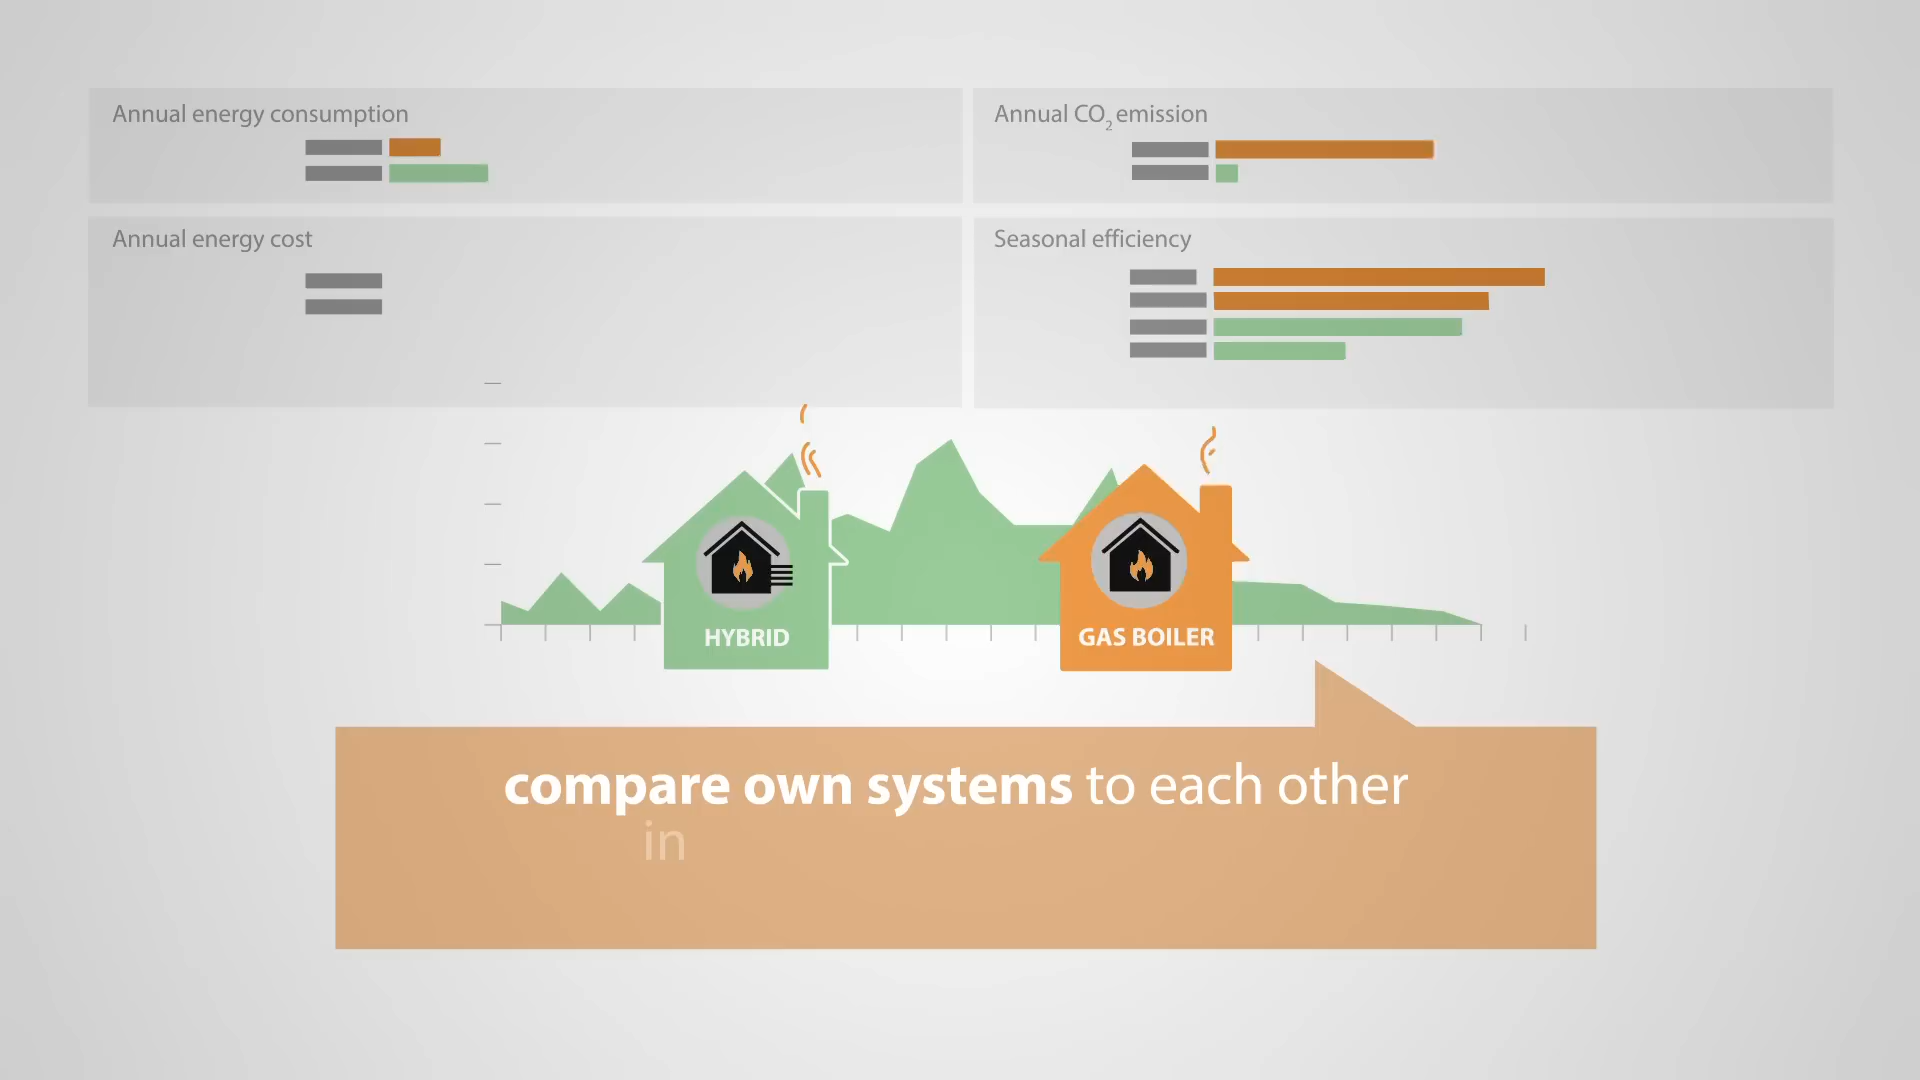 Annual energy consumption
Annual CO₂ emission
Annual energy cost
Seasonal efficiency
HYBRID
GAS BOILER
compare own systems to each other
in